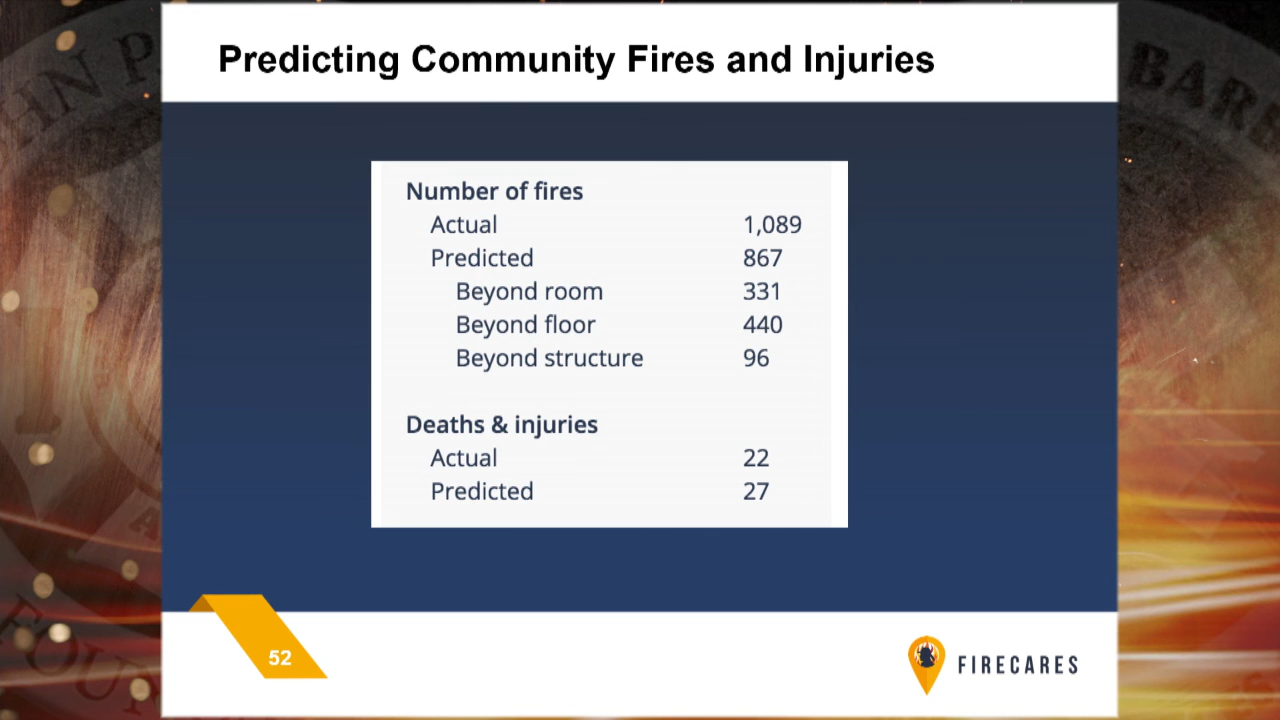 Predicting Community Fires and Injuries
Number of fires
Actual 1,089
Predicted 867
Beyond room 331
Beyond floor 440
Beyond structure 96
Deaths & injuries
Actual 22
Predicted 27
52
FIRECARES